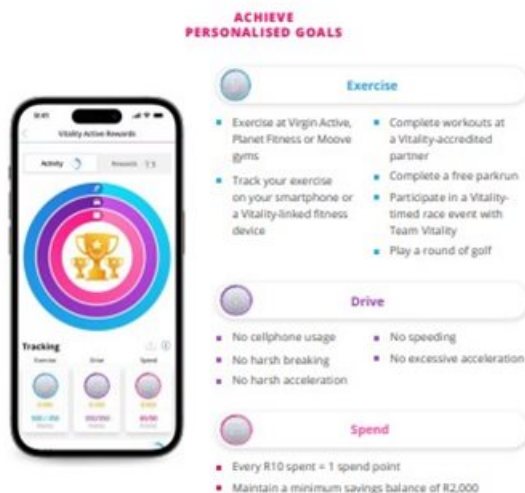 ACHIEVE
PERSONALISED GOALS
Vitality Active Rewards
Activity
Rewards
Tracking
Exercise
Drive
Spend
Exercise
Exercise at Virgin Active,
Planet Fitness or Moove
gyms
Track your exercise
on your smartphone or
a Vitality-linked fitness
device
Complete workouts at
a Vitality-accredited
partner
Complete a free parkrun
Participate in a Vitality-
timed race event with
Team Vitality
Play a round of golf
Drive
No cellphone usage
No harsh breaking
No harsh acceleration
No speeding
No excessive acceleration
Spend
Every R10 spent = 1 spend point
Maintain a minimum savings balance of R2,000